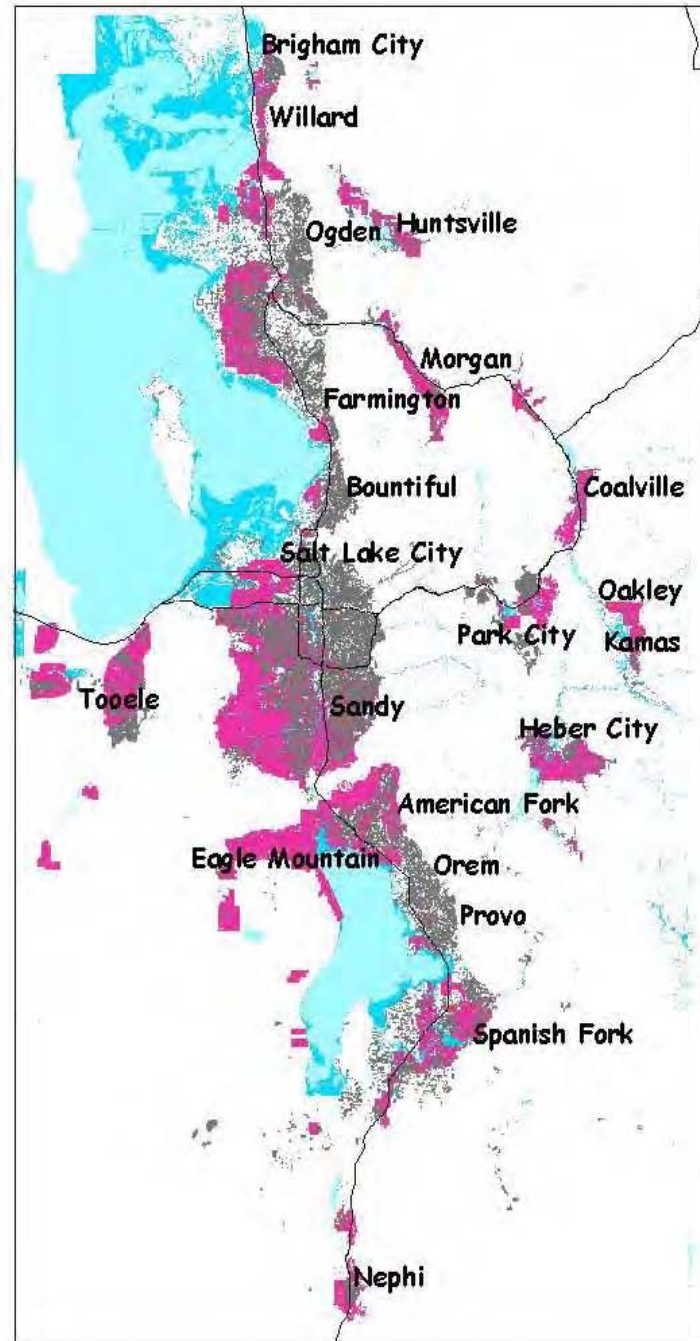 Brigham City
Willard
Ogden
Huntsville
Morgan
Farmington
Bountiful
Coalville
Salt Lake City
Oakley
Park City
Kamas
Tooele
Sandy
Heber City
American Fork
Eagle Mountain
Orem
Provo
Spanish Fork
Nephi